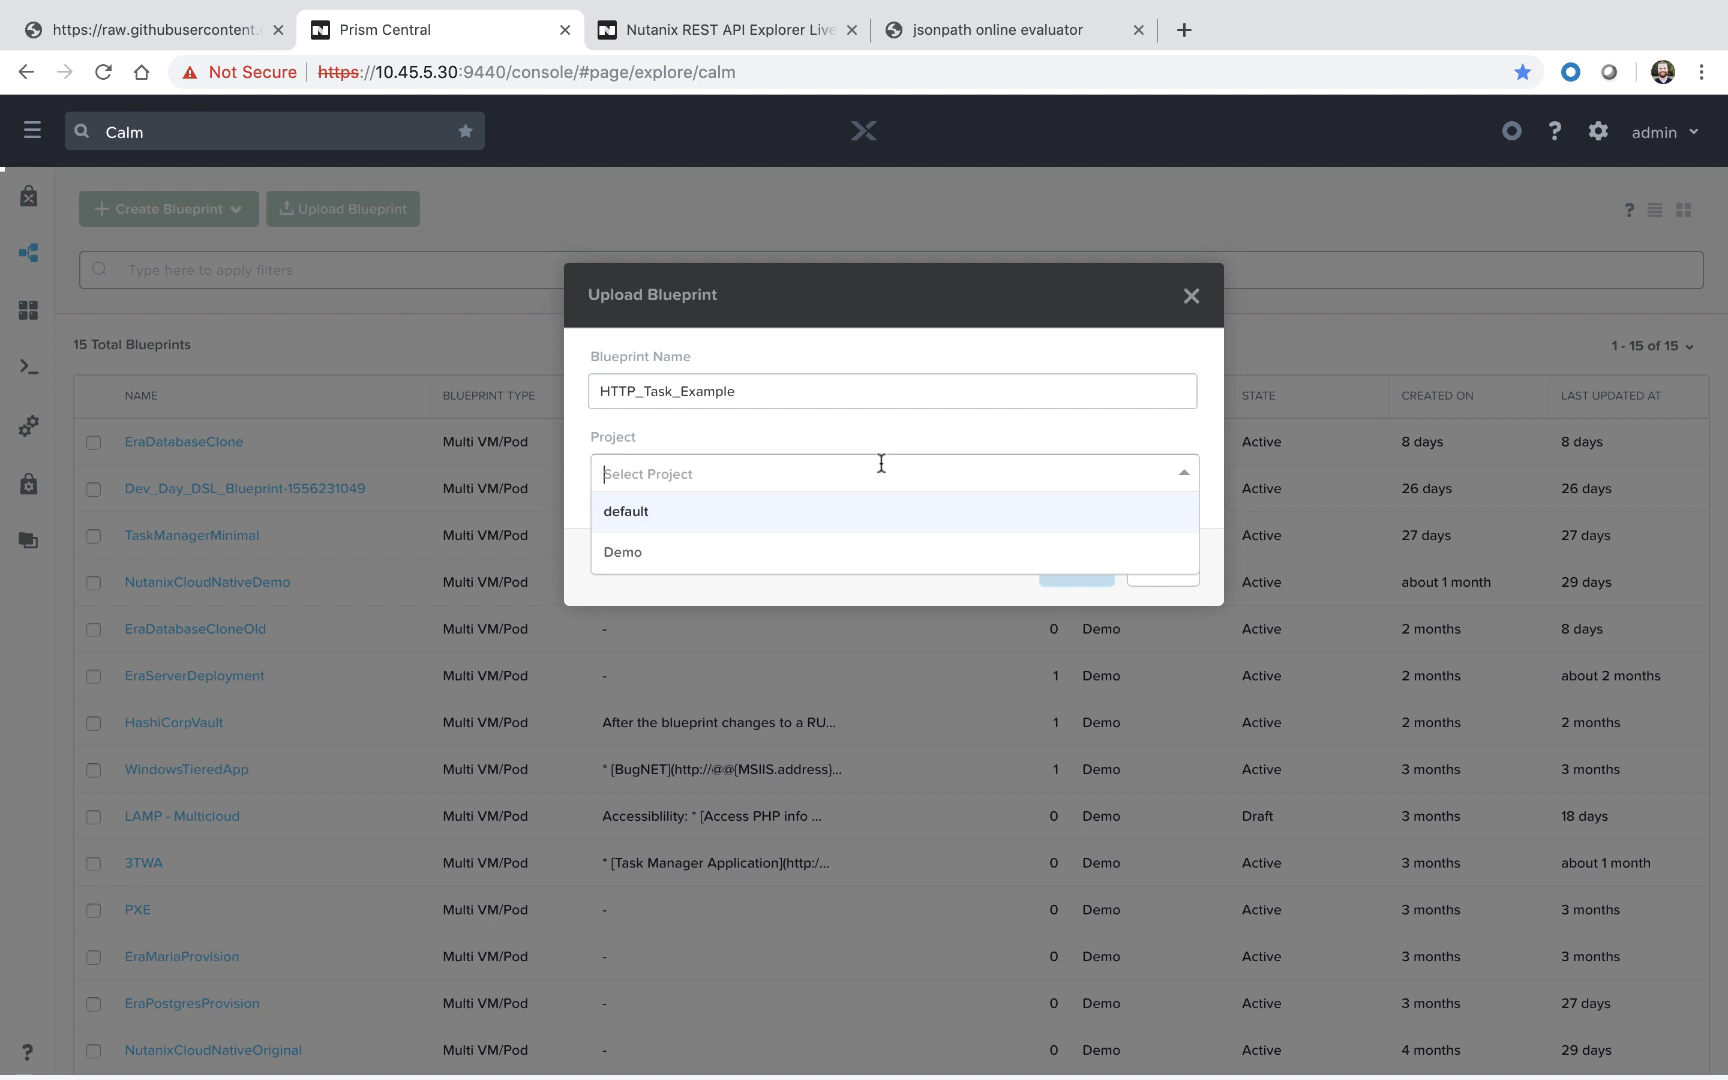 https://raw.githubusercontent.c
Prism Central
Nutanix REST API Explorer Live
jsonpath online evaluator
Not Secure
https://10.45.5.30:9440/console/#page/explore/calm
Calm
?
admin
+ Create Blueprint
Upload Blueprint
?
Type here to apply filters
15 Total Blueprints
1 - 15 of 15
Upload Blueprint
Blueprint Name
HTTP_Task_Example
Project
Select Project
default
Demo
NAME BLUEPRINT TYPE STATE CREATED ON LAST UPDATED AT
EraDatabaseClone Multi VM/Pod Active 8 days 8 days
Dev_Day_DSL_Blueprint-1556231049 Multi VM/Pod Active 26 days 26 days
TaskManagerMinimal Multi VM/Pod Active 27 days 27 days
NutanixCloudNativeDemo Multi VM/Pod Active about 1 month 29 days
EraDatabaseCloneOld Multi VM/Pod - 0 Demo Active 2 months 8 days
EraServerDeployment Multi VM/Pod - 1 Demo Active 2 months about 2 months
HashiCorpVault Multi VM/Pod After the blueprint changes to a RU... 1 Demo Active 2 months 2 months
WindowsTieredApp Multi VM/Pod * [BugNET](http://@@{MSIIS.address}... 1 Demo Active 3 months 3 months
LAMP - Multicloud Multi VM/Pod Accessiblility: * [Access PHP info ... 0 Demo Draft 3 months 18 days
3TWA Multi VM/Pod * [Task Manager Application](http:/... 0 Demo Active 3 months about 1 month
PXE Multi VM/Pod - 0 Demo Active 3 months 3 months
EraMariaProvision Multi VM/Pod - 0 Demo Active 3 months 3 months
EraPostgresProvision Multi VM/Pod - 0 Demo Active 3 months 27 days
NutanixCloudNativeOriginal Multi VM/Pod - 0 Demo Active 4 months 29 days
?